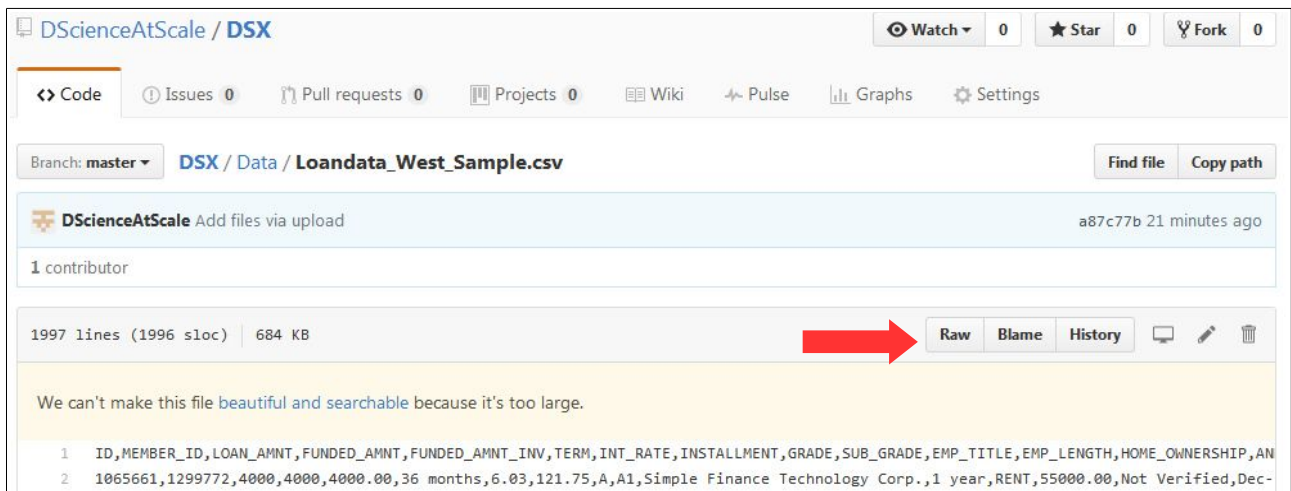 DScienceAtScale / DSX Watch 0 Star 0 Fork 0
Code Issues 0 Pull requests 0 Projects 0 Wiki Pulse Graphs Settings
Branch: master DSX / Data / Loandata_West_Sample.csv Find file Copy path
DScienceAtScale Add files via upload a87c77b 21 minutes ago
1 contributor
1997 lines (1996 sloc) 684 KB Raw Blame History
We can't make this file beautiful and searchable because it's too large.
1 ID,MEMBER_ID,LOAN_AMNT,FUNDED_AMNT,FUNDED_AMNT_INV,TERM,INT_RATE,INSTALLMENT,GRADE,SUB_GRADE,EMP_TITLE,EMP_LENGTH,HOME_OWNERSHIP,AN
2 1065661,1299772,4000,4000,4000.00,36 months,6.03,121.75,A,A1,Simple Finance Technology Corp.,1 year,RENT,55000.00,Not Verified,Dec-